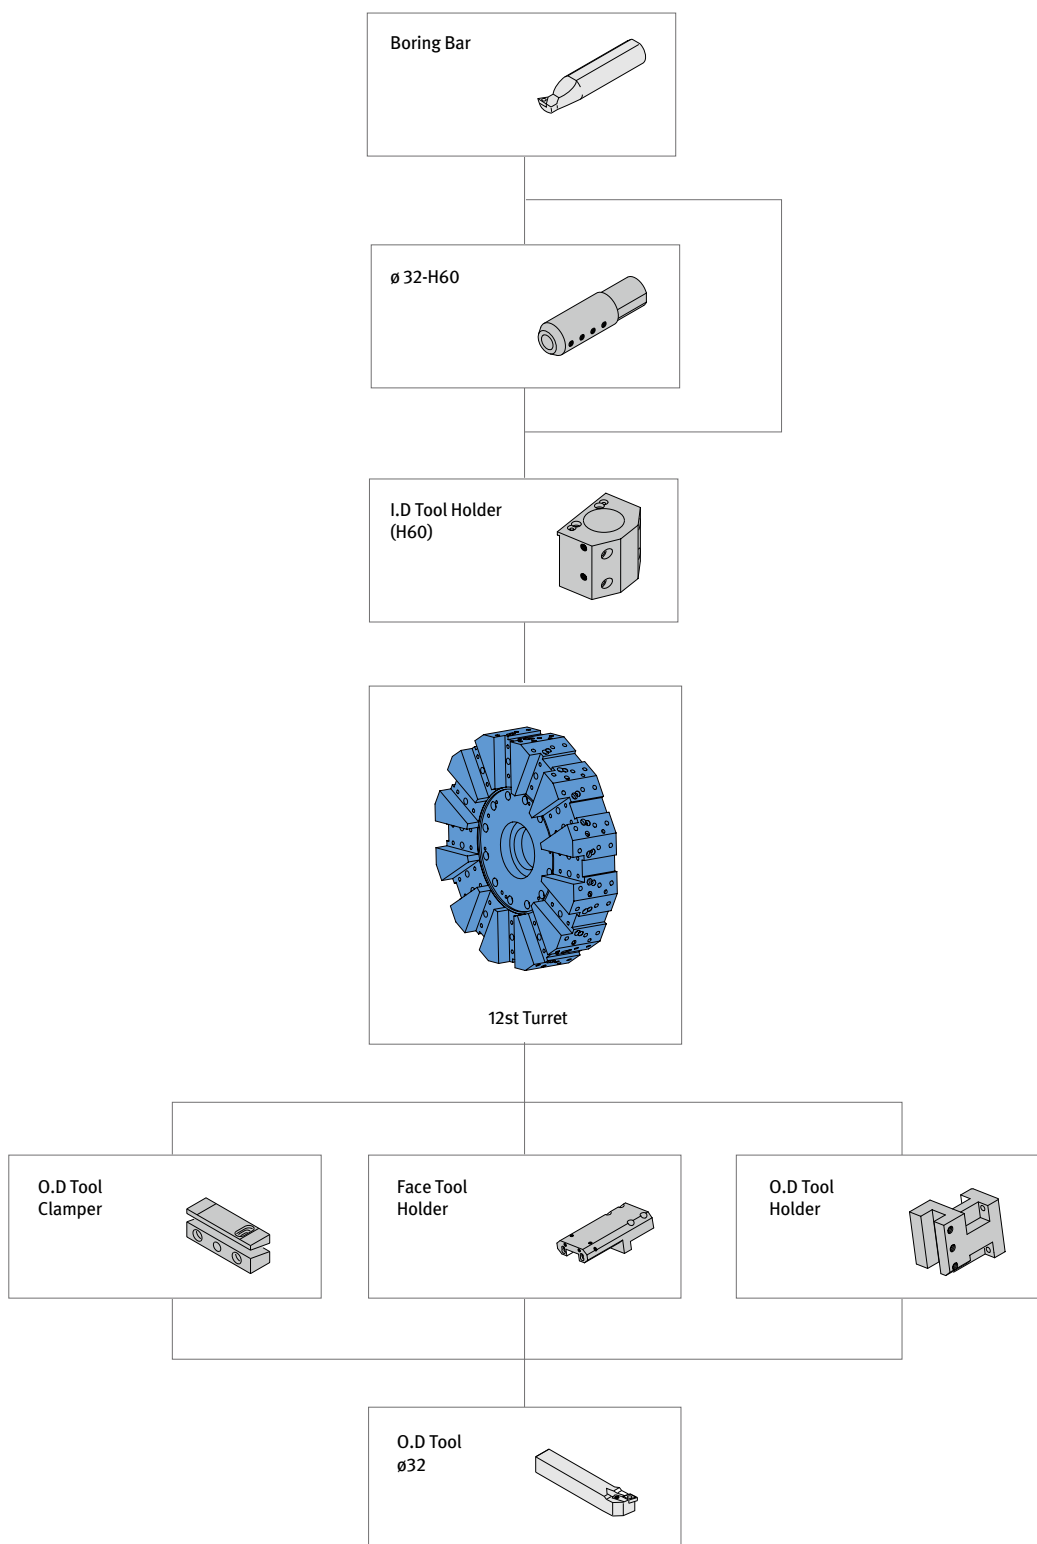 Boring Bar
ø 32-H60
I.D Tool Holder
(H60)
12st Turret
O.D Tool
Clamper
Face Tool
Holder
O.D Tool
Holder
O.D Tool
ø32